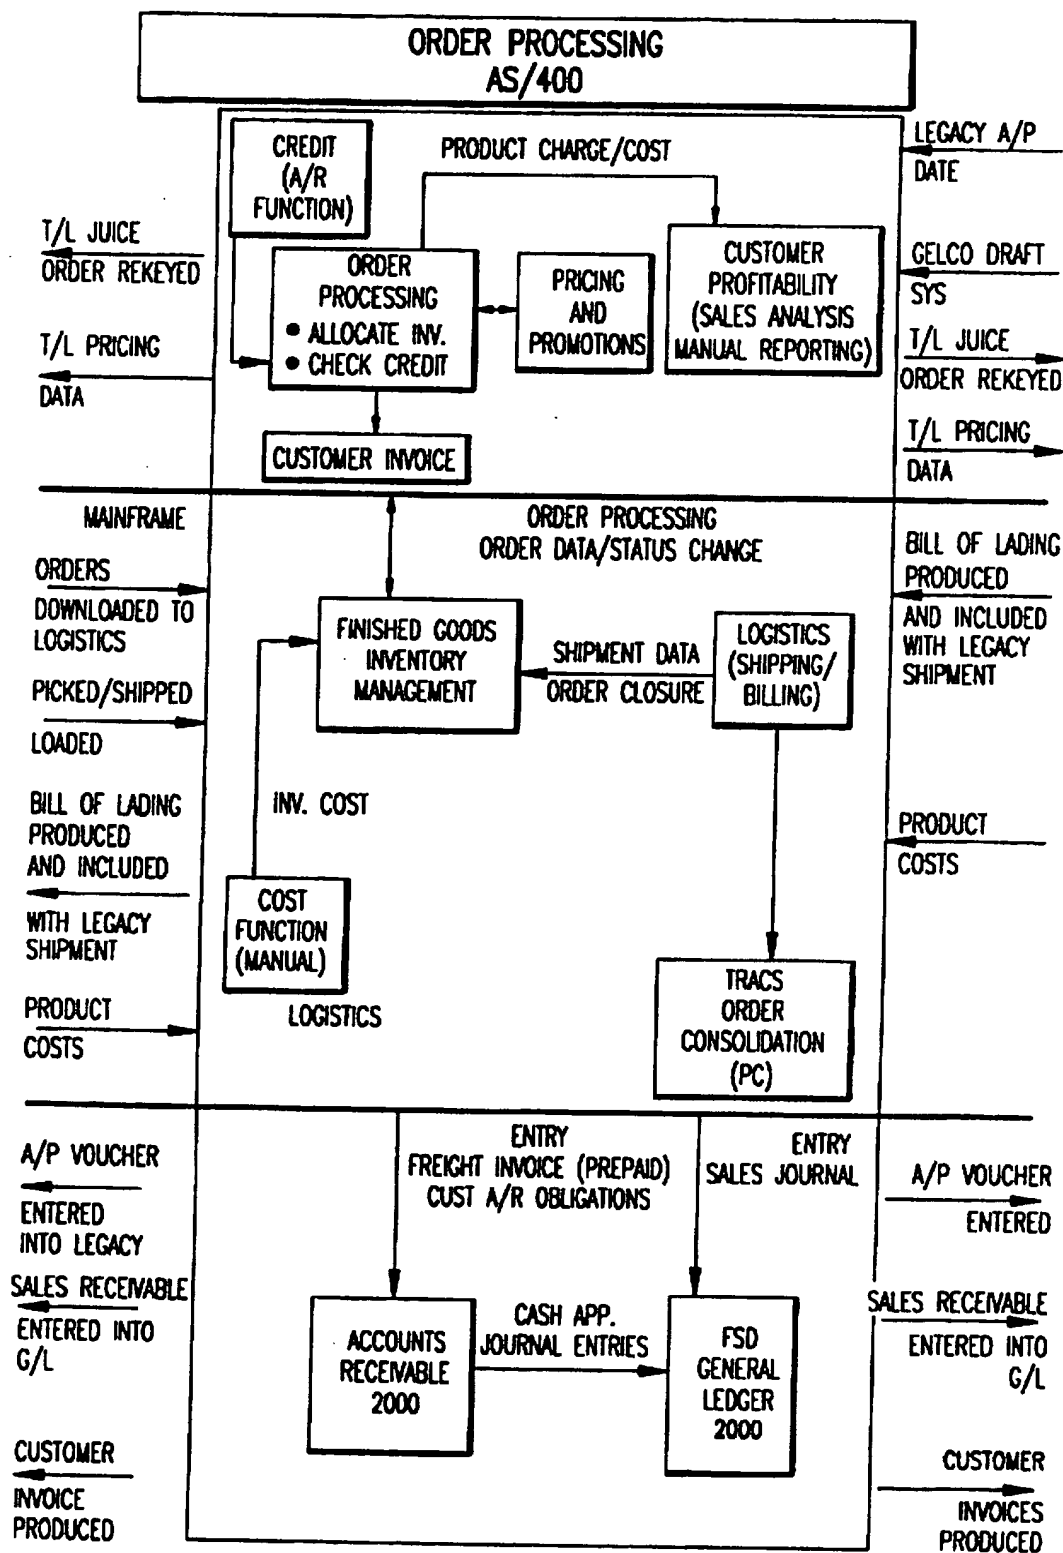 ORDER PROCESSING
AS/400
CREDIT
(A/R
FUNCTION)
PRODUCT CHARGE/COST
LEGACY A/P
DATE
T/L JUICE
ORDER REKEYED
ORDER
PROCESSING
• ALLOCATE INV.
• CHECK CREDIT
PRICING
AND
PROMOTIONS
CUSTOMER
PROFITABILITY
(SALES ANALYSIS
MANUAL REPORTING)
GELCO DRAFT
SYS
T/L PRICING
DATA
T/L JUICE
ORDER REKEYED
CUSTOMER INVOICE
T/L PRICING
DATA
MAINFRAME
ORDER PROCESSING
ORDER DATA/STATUS CHANGE
ORDERS
DOWNLOADED TO
LOGISTICS
BILL OF LADING
PRODUCED
AND INCLUDED
WITH LEGACY
SHIPMENT
FINISHED GOODS
INVENTORY
MANAGEMENT
SHIPMENT DATA
ORDER CLOSURE
LOGISTICS
(SHIPPING/
BILLING)
PICKED/SHIPPED
LOADED
INV. COST
BILL OF LADING
PRODUCED
AND INCLUDED
WITH LEGACY
SHIPMENT
PRODUCT
COSTS
COST
FUNCTION
(MANUAL)
LOGISTICS
TRACS
ORDER
CONSOLIDATION
(PC)
PRODUCT
COSTS
A/P VOUCHER
ENTERED
INTO LEGACY
ENTRY
FREIGHT INVOICE (PREPAID)
CUST A/R OBLIGATIONS
ENTRY
SALES JOURNAL
A/P VOUCHER
ENTERED
SALES RECEIVABLE
ENTERED INTO
G/L
ACCOUNTS
RECEIVABLE
2000
CASH APP.
JOURNAL ENTRIES
FSD
GENERAL
LEDGER
2000
SALES RECEIVABLE
ENTERED INTO
G/L
CUSTOMER
INVOICE
PRODUCED
CUSTOMER
INVOICES
PRODUCED